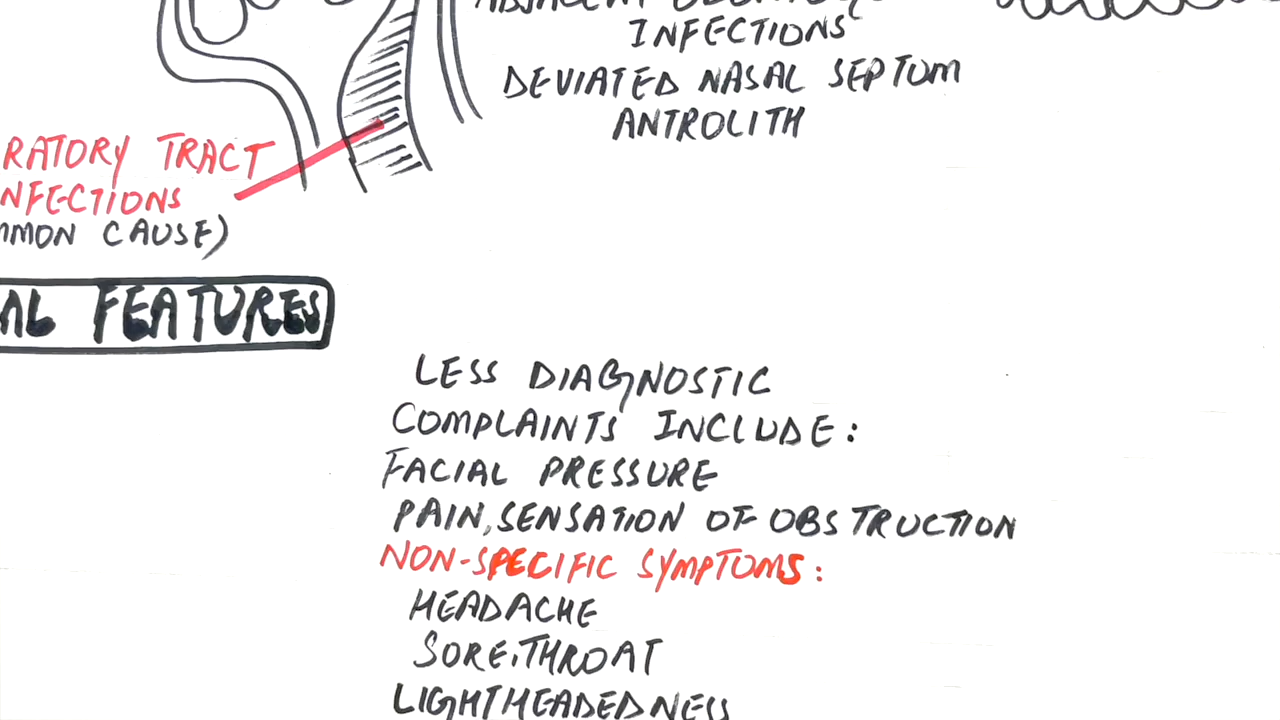 INFECTIONS
DEVIATED NASAL SEPTUM
ANTROLITH
RATORY TRACT
NFECTIONS
MMON CAUSE)
AL FEATURES
LESS DIAGNOSTIC
COMPLAINTS INCLUDE:
FACIAL PRESSURE
PAIN, SENSATION OF OBSTRUCTION
NON-SPECIFIC SYMPTOMS:
HEADACHE
SORE THROAT
LIGHTHEADEDNESS